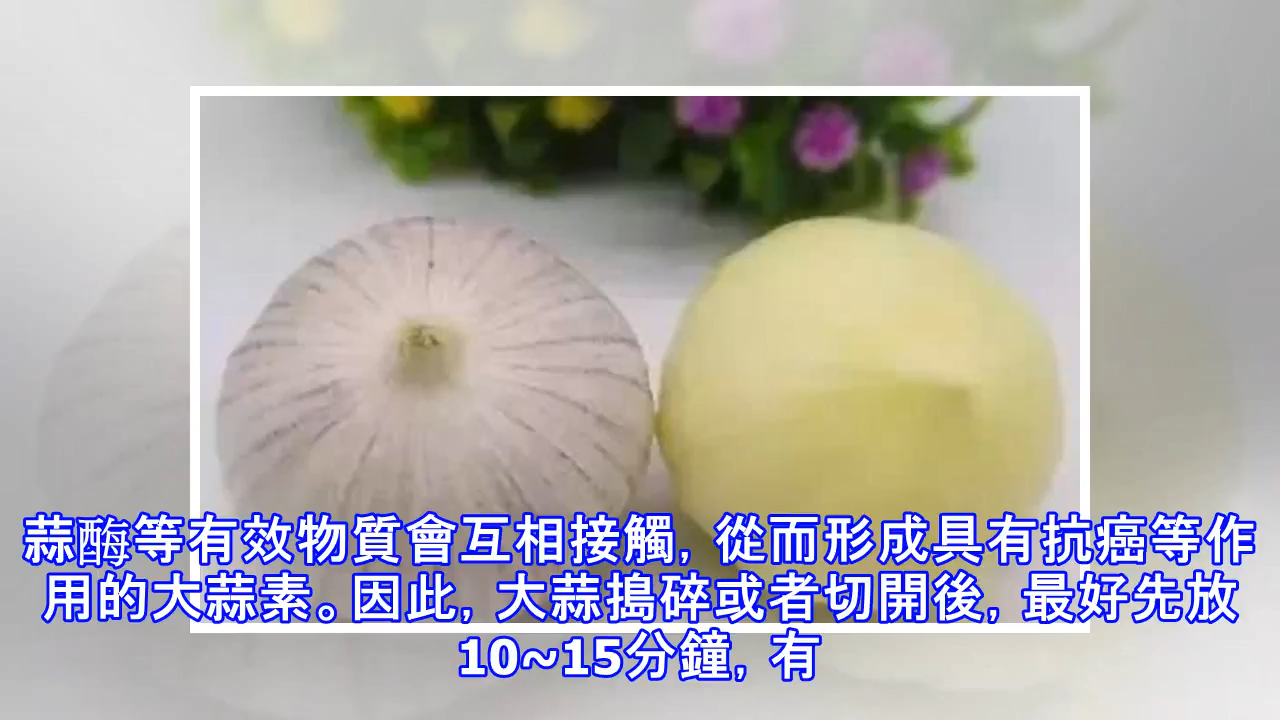 蒜酶等有效物質會互相接觸, 從而形成具有抗癌等作
用的大蒜素。因此, 大蒜搗碎或者切開後, 最好先放
10~15分鐘, 有